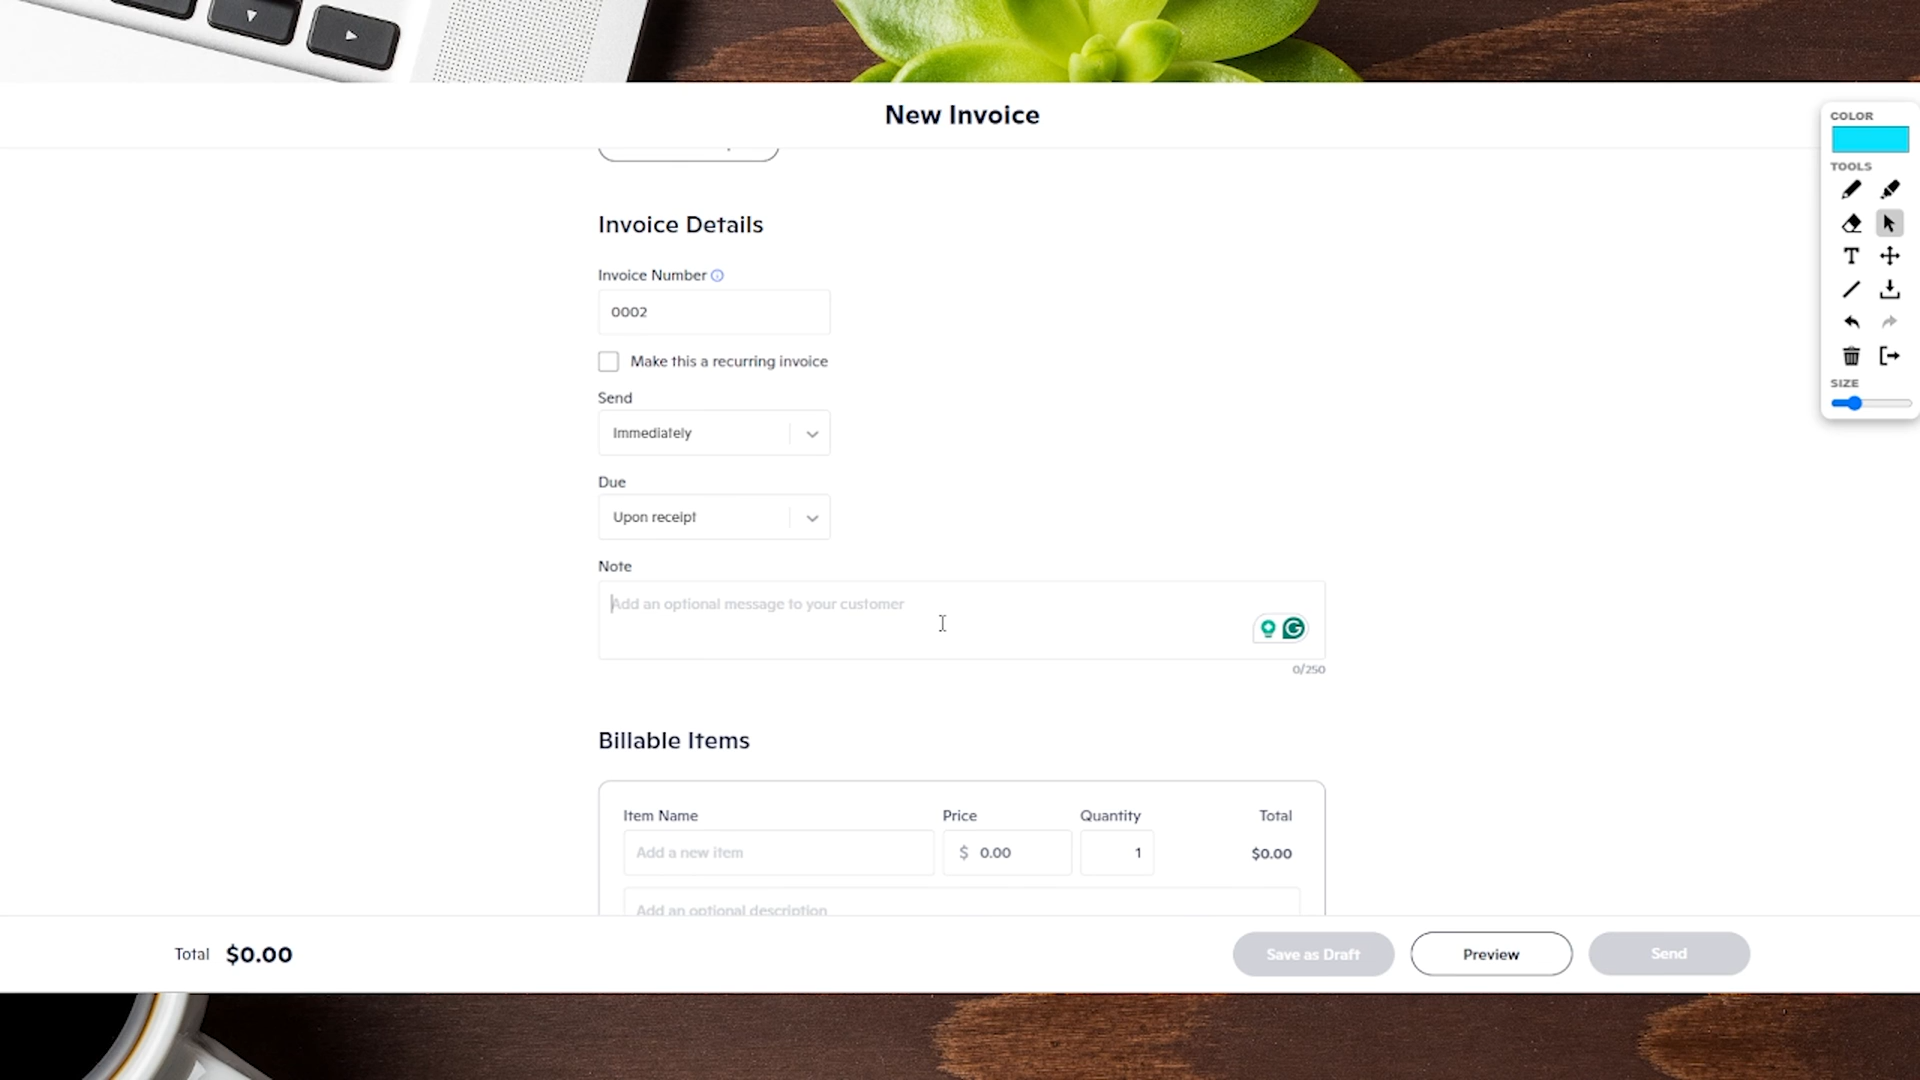 New Invoice
COLOR
TOOLS
T
SIZE
Invoice Details
Invoice Number
0002
Make this a recurring invoice
Send
Immediately
Due
Upon receipt
Note
Add an optional message to your customer
G
0/250
Billable Items
Item Name Price Quantity Total
Add a new item $ 0.00 1 $0.00
Add an optional description
Total $0.00
Save as Draft Preview Send